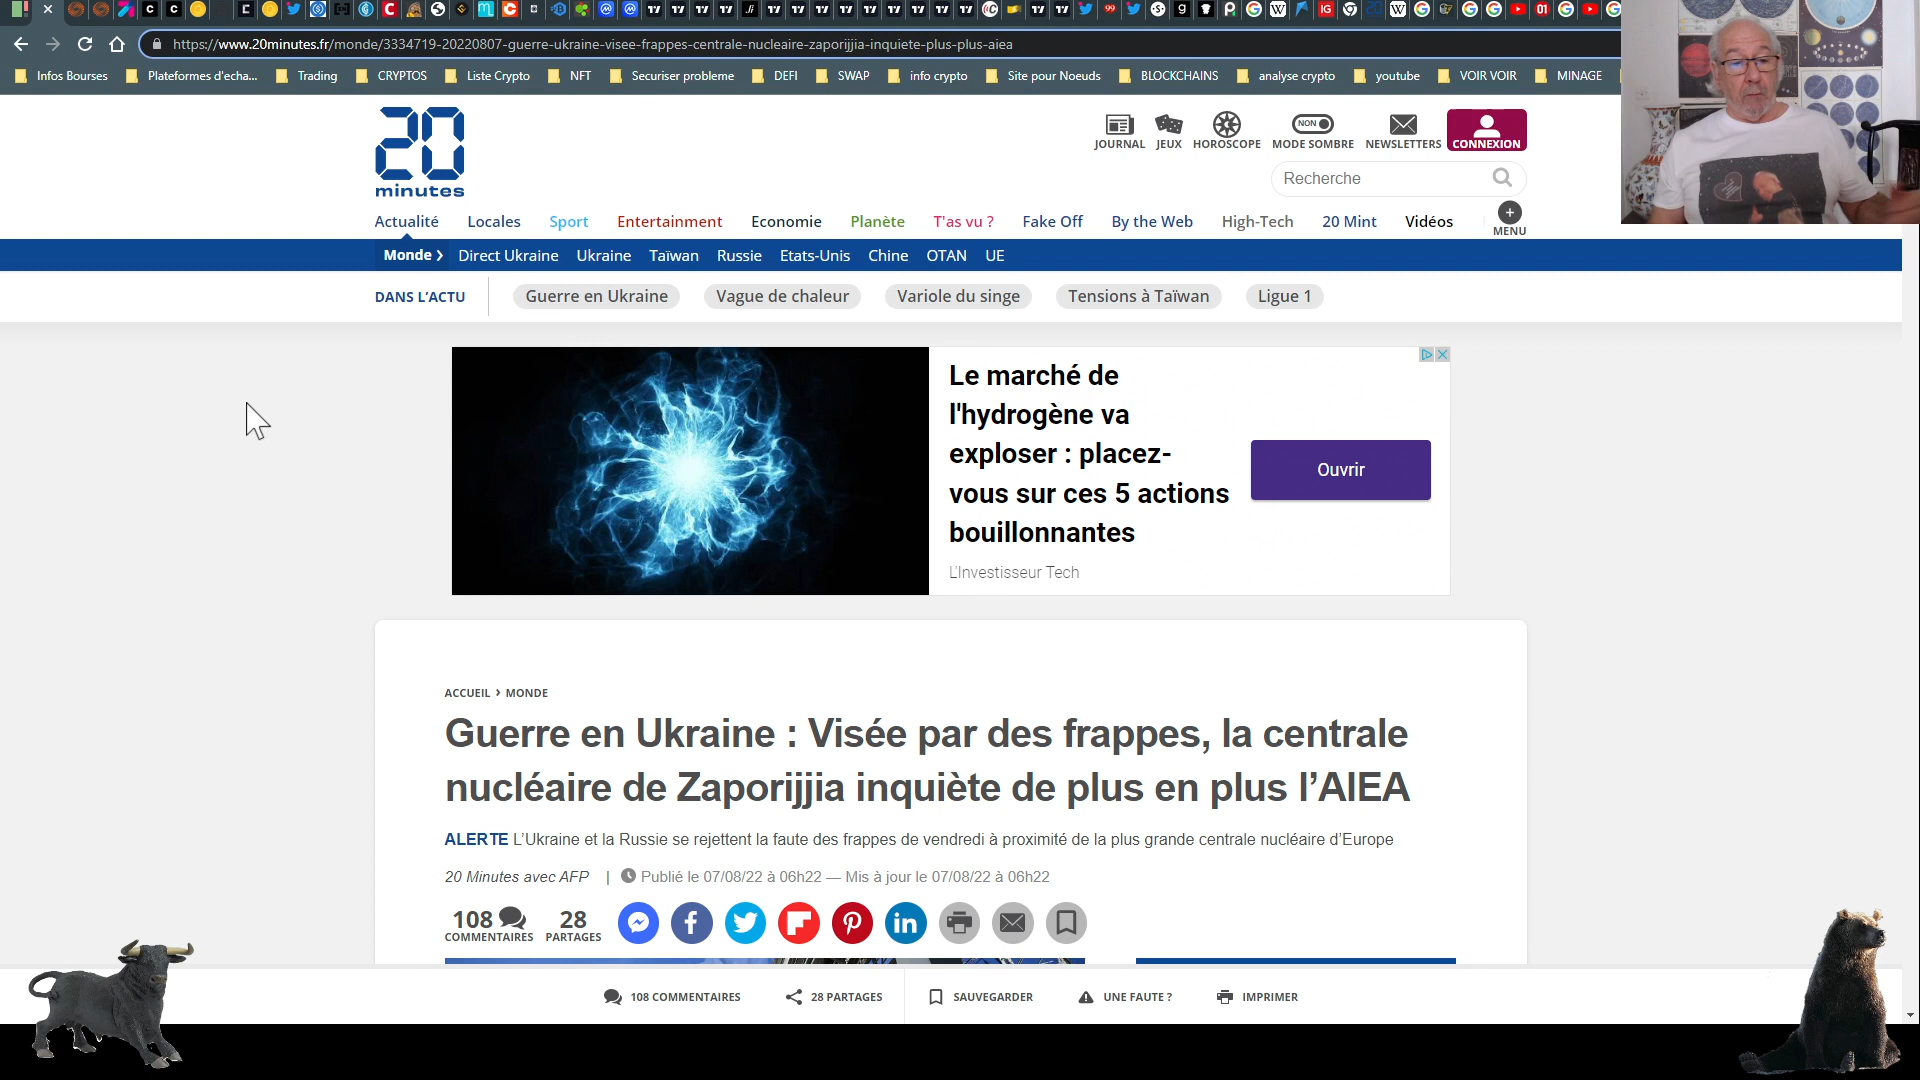 https://www.20minutes.fr/monde/3334719-20220807-guerre-ukraine-visee-frappes-centrale-nucleaire-zaporijjia-inquiete-plus-plus-aiea
Infos Bourses Plateformes d'echa... Trading CRYPTOS Liste Crypto NFT Securiser probleme DEFI SWAP info crypto Site pour Noeuds BLOCKCHAINS analyse crypto youtube VOIR VOIR MINAGE
20
minutes
JOURNAL JEUX HOROSCOPE NON MODE SOMBRE NEWSLETTERS CONNEXION
Recherche
Actualité Locales Sport Entertainment Economie Planète T'as vu ? Fake Off By the Web High-Tech 20 Mint Vidéos MENU
Monde Direct Ukraine Ukraine Taïwan Russie Etats-Unis Chine OTAN UE
DANS L'ACTU Guerre en Ukraine Vague de chaleur Variole du singe Tensions à Taïwan Ligue 1
Le marché de
l'hydrogène va
exploser : placez-
vous sur ces 5 actions
bouillonnantes
L'Investisseur Tech
Ouvrir
ACCUEIL › MONDE
Guerre en Ukraine : Visée par des frappes, la centrale
nucléaire de Zaporijjia inquiète de plus en plus l’AIEA
ALERTE L’Ukraine et la Russie se rejettent la faute des frappes de vendredi à proximité de la plus grande centrale nucléaire d’Europe
20 Minutes avec AFP | Publié le 07/08/22 à 06h22 — Mis à jour le 07/08/22 à 06h22
108 28
COMMENTAIRES PARTAGES
108 COMMENTAIRES 28 PARTAGES SAUVEGARDER UNE FAUTE ? IMPRIMER